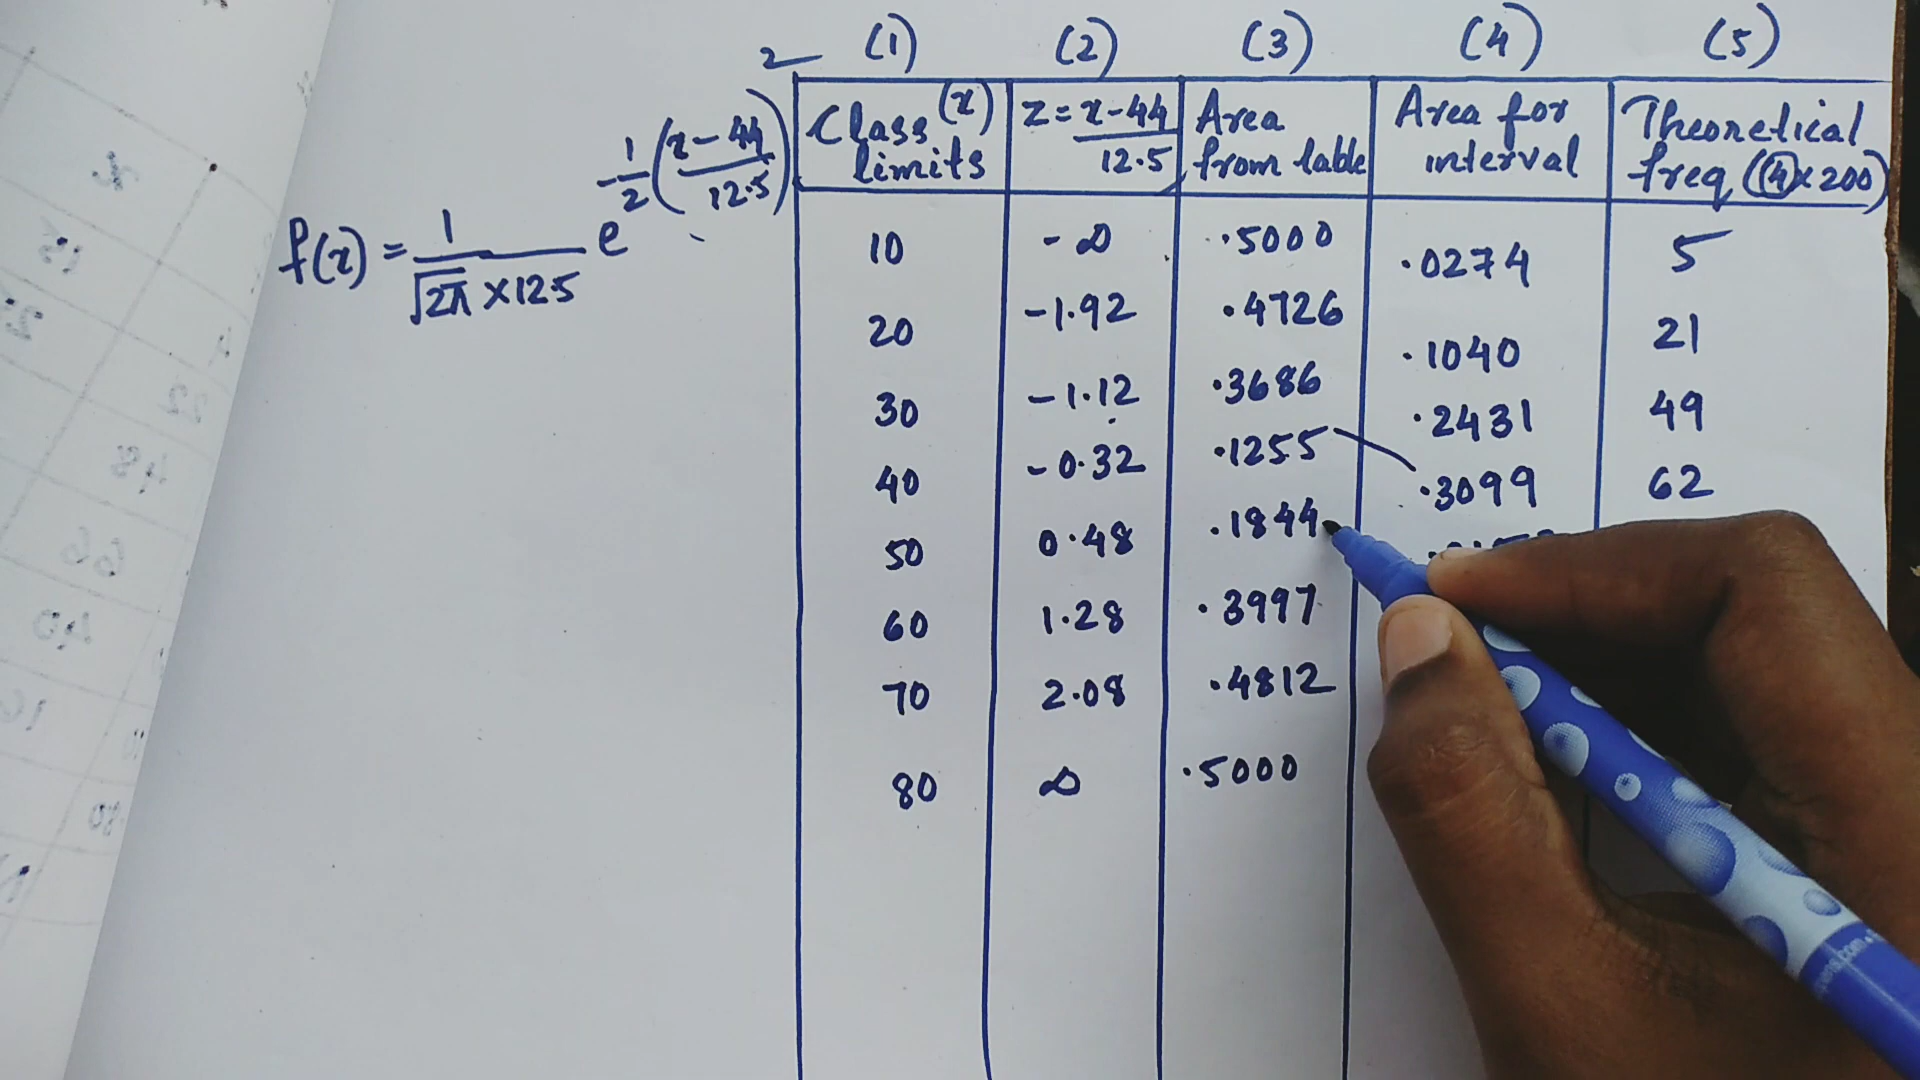 (1) (2) (3) (4) (5)
Class limits (x) z = x-44/12.5 Area from table Area for interval Theoretical freq (④×200)
f(x) = 1/√2π ×12.5 e -1/2 (x-44/12.5) 2
10 -∞ .5000 .0274 5
20 -1.92 .4726 .1040 21
30 -1.12 .3686 .2431 49
40 -0.32 .1255 .3099 62
50 0.48 .1844
60 1.28 .3997
70 2.08 .4812
80 ∞ .5000